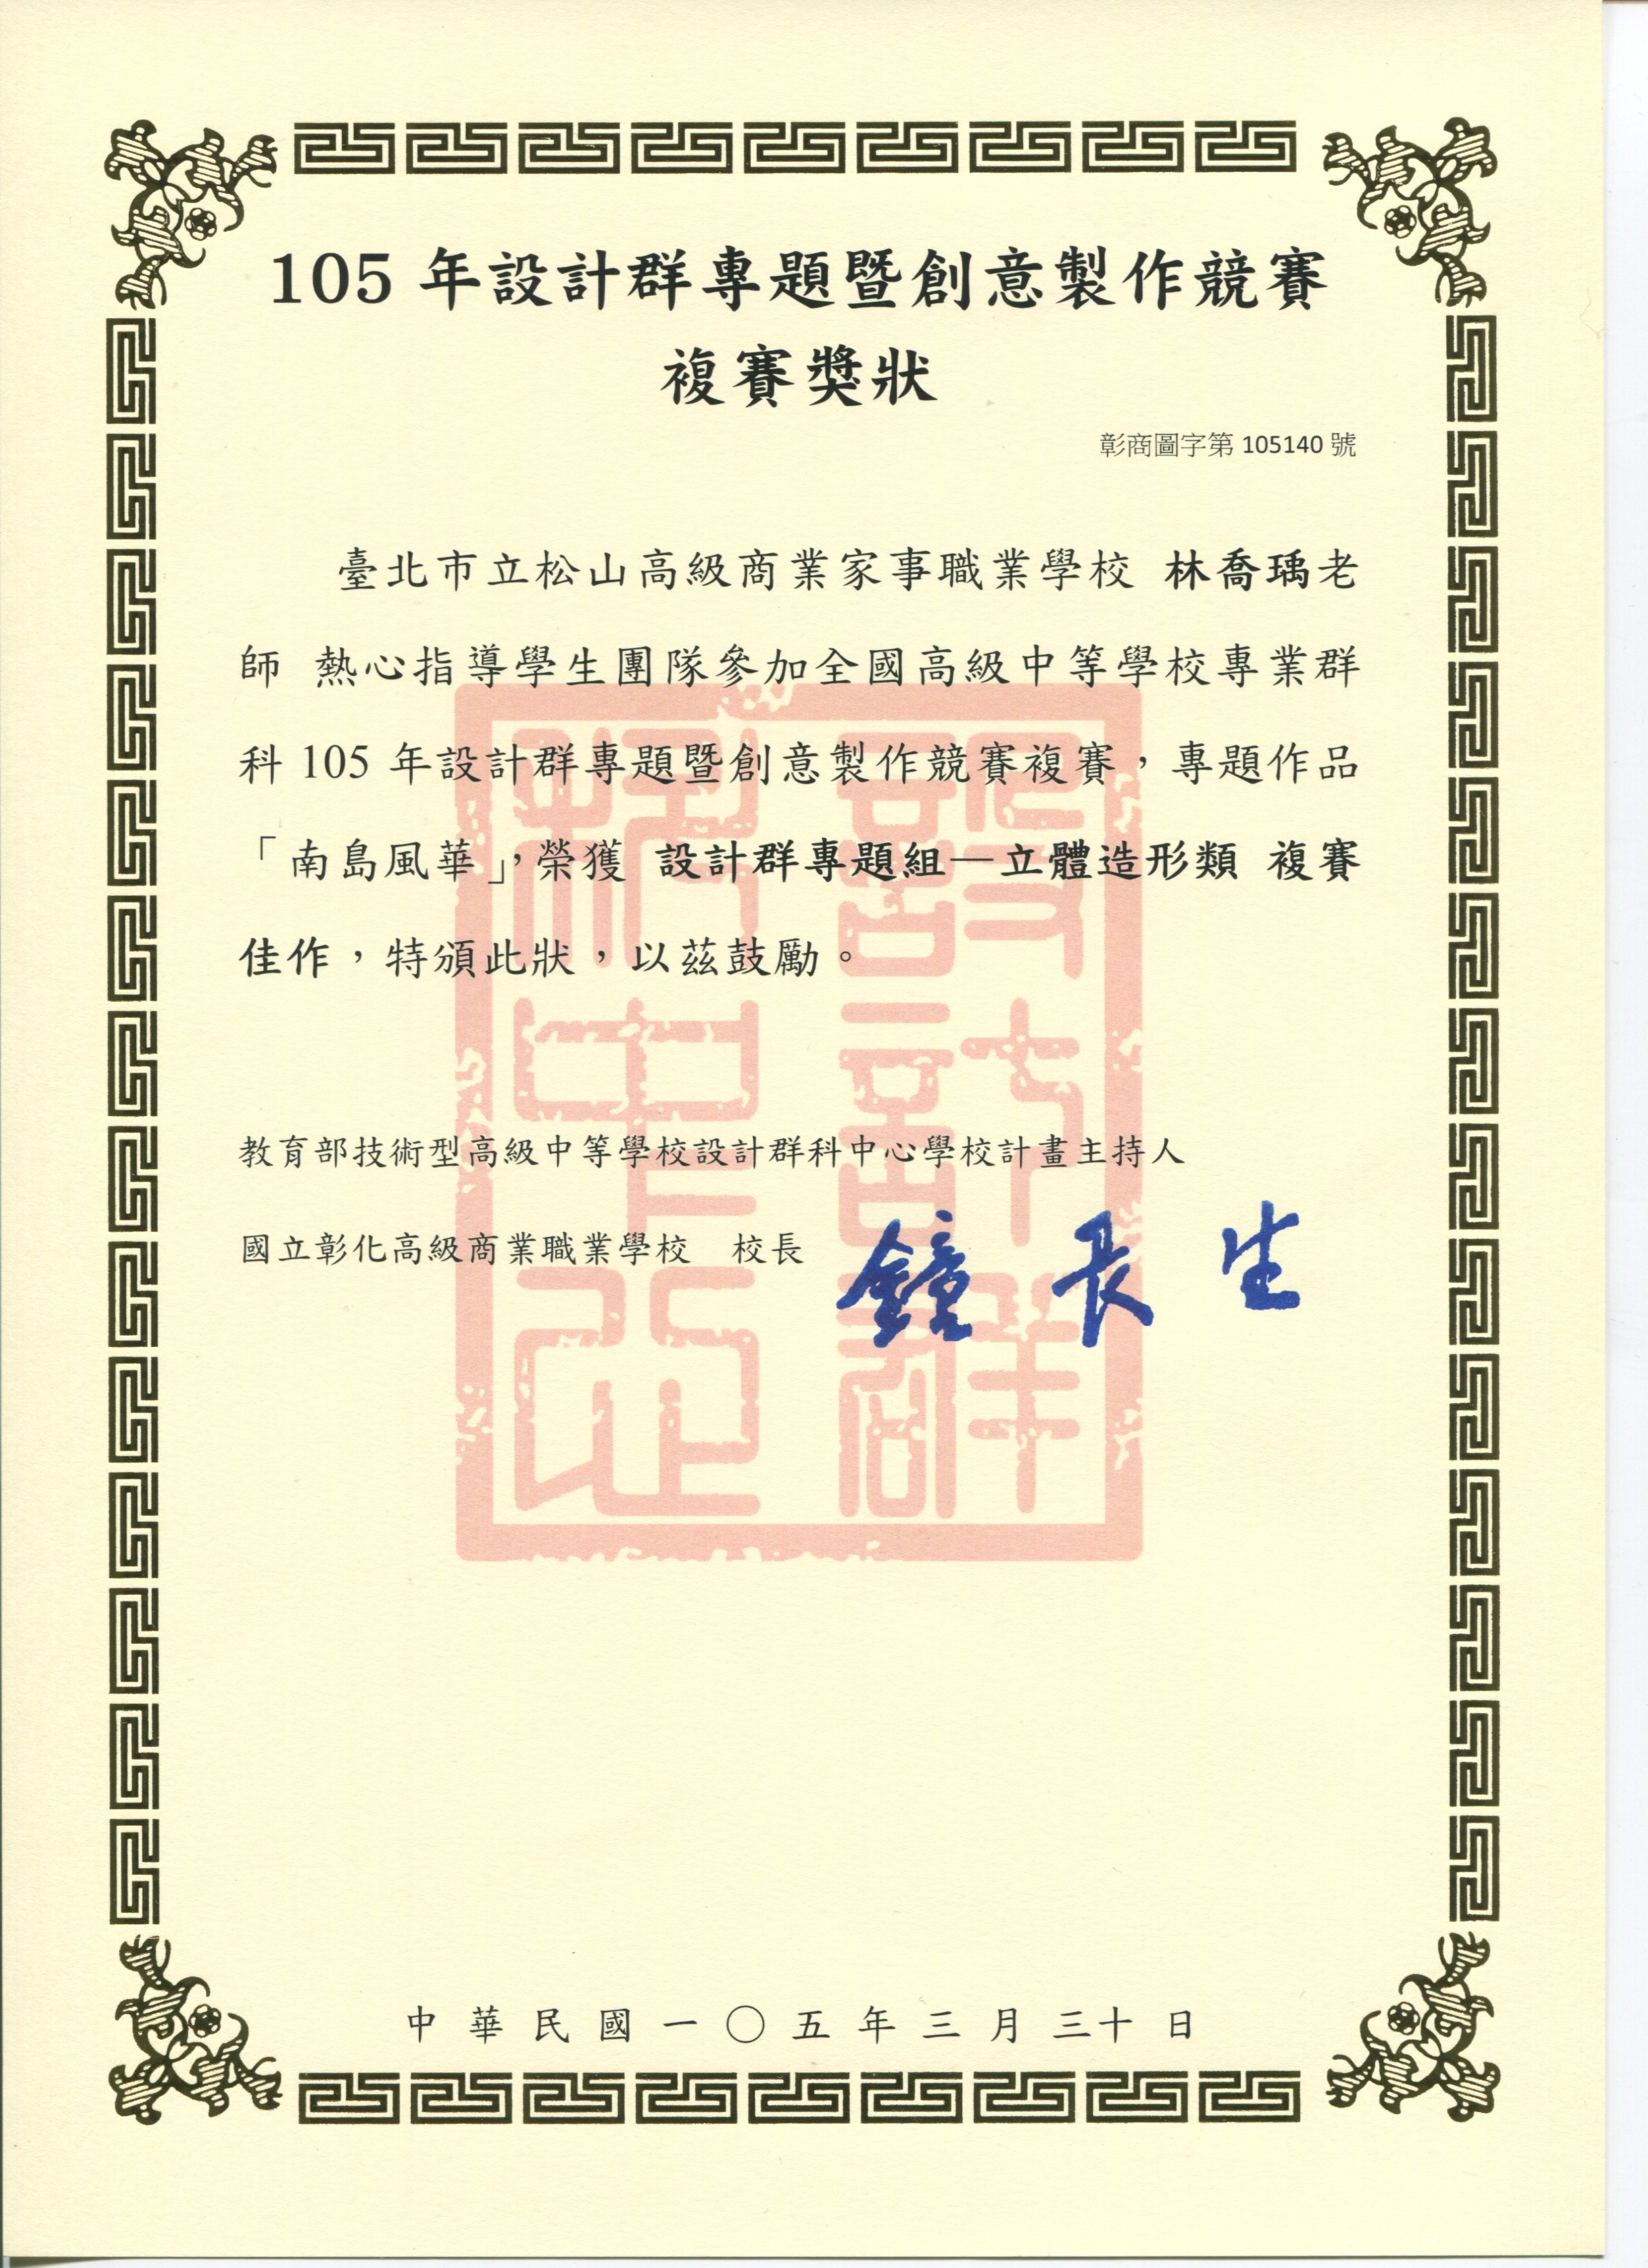 105 年設計群專題暨創意製作競賽
複賽獎狀
彰商圖字第 105140 號
臺北市立松山高級商業家事職業學校 林喬瑀老
師 熱心指導學生團隊參加全國高級中等學校專業群
科 105 年設計群專題暨創意製作競賽複賽，專題作品
「南島風華」，榮獲 設計群專題組—立體造形類 複賽
佳作，特頒此狀，以茲鼓勵。
教育部技術型高級中等學校設計群科中心學校計畫主持人
國立彰化高級商業職業學校 校長 鐘長生
設計群科中心
中華民國一〇五年三月三十日